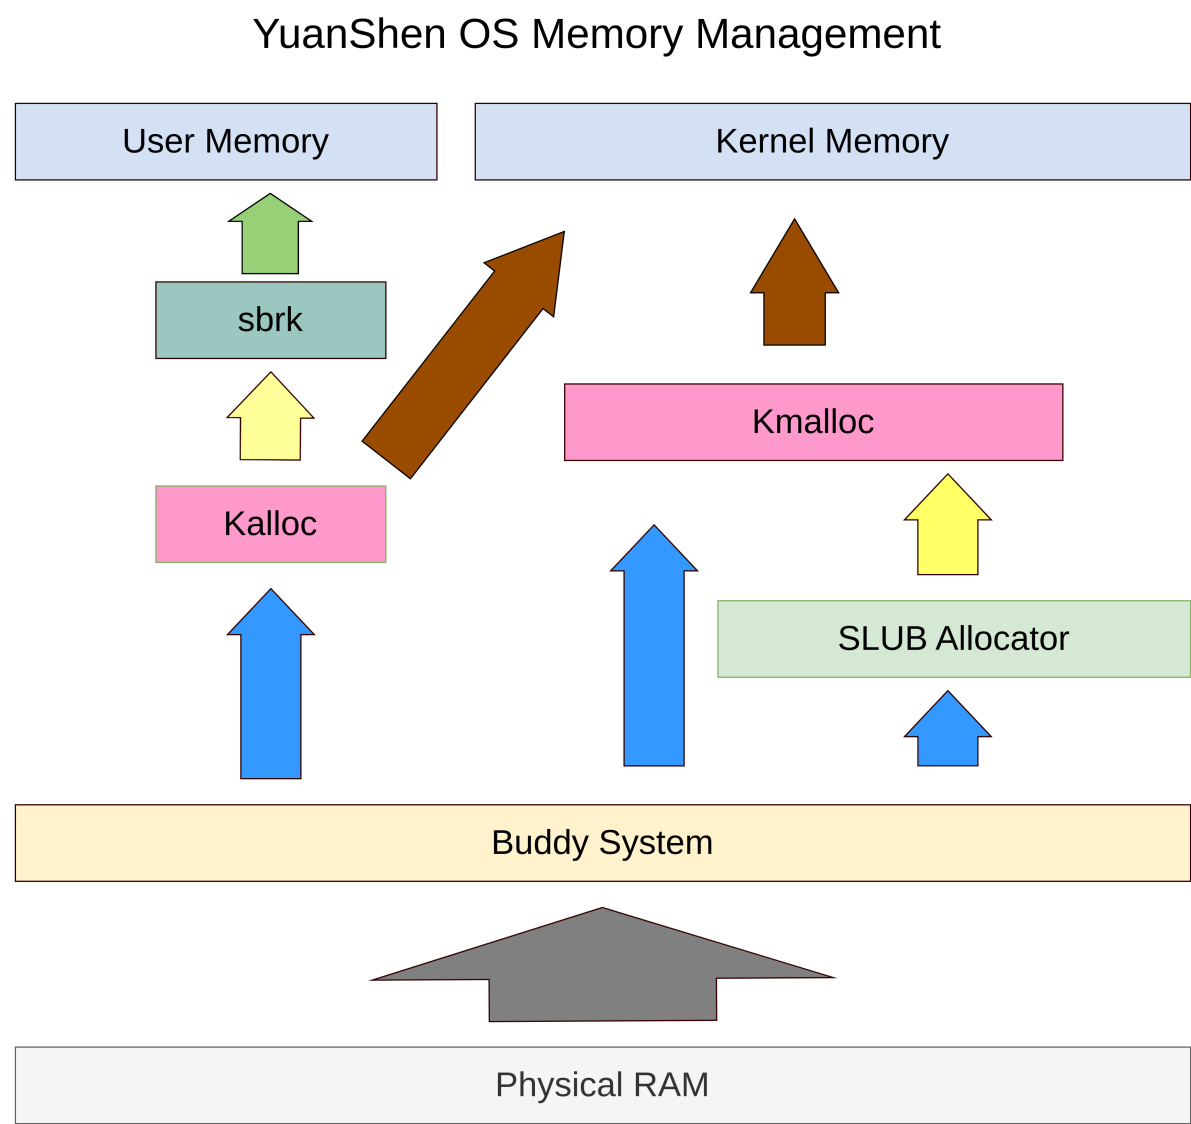 YuanShen OS Memory Management
User Memory
Kernel Memory
sbrk
Kmalloc
Kalloc
SLUB Allocator
Buddy System
Physical RAM